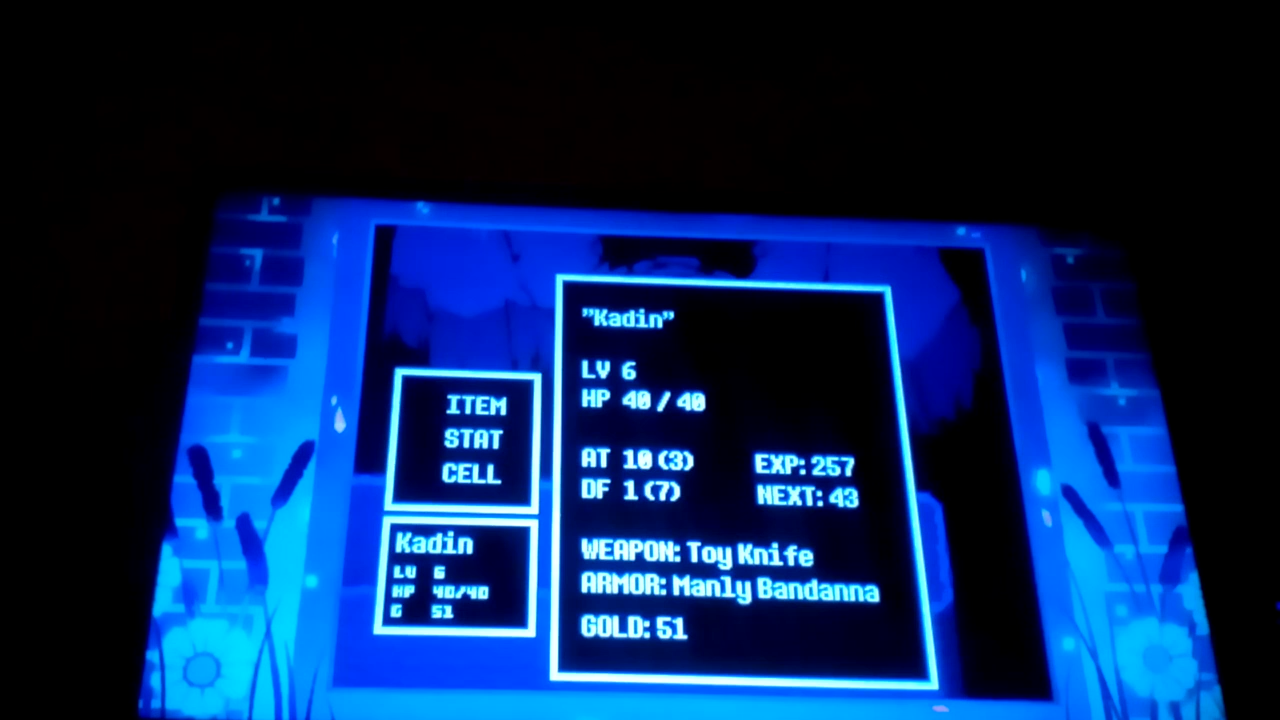 ITEM
STAT
CELL
Kadin
LV 6
HP 40/40
G 51
"Kadin"
LV 6
HP 40 / 40
AT 10 (3)
EXP: 257
DF 1 (7)
NEXT: 43
WEAPON: Toy Knife
ARMOR: Manly Bandanna
GOLD: 51